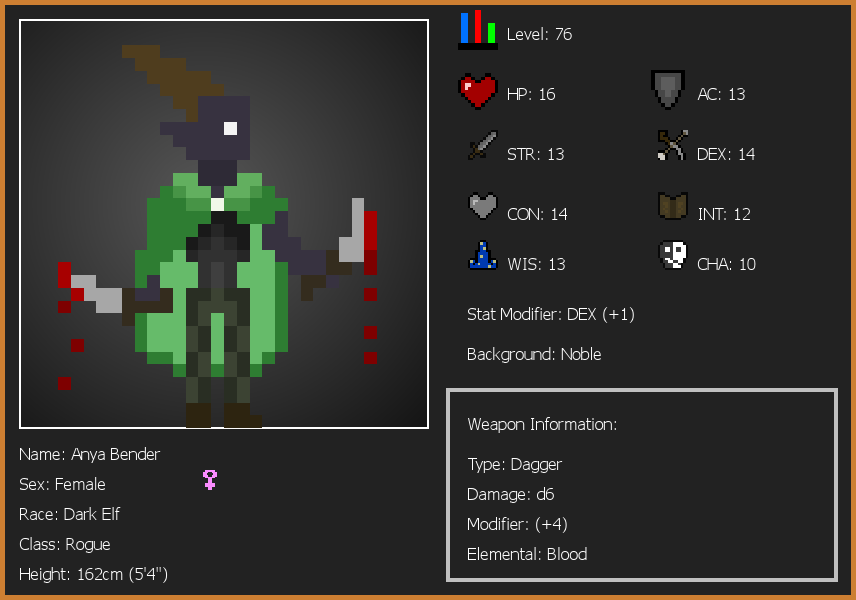 Level: 76
HP: 16
AC: 13
STR: 13
DEX: 14
CON: 14
INT: 12
WIS: 13
CHA: 10
Stat Modifier: DEX (+1)
Background: Noble
Weapon Information:
Type: Dagger
Damage: d6
Modifier: (+4)
Elemental: Blood
Name: Anya Bender
Sex: Female
Race: Dark Elf
Class: Rogue
Height: 162cm (5'4")